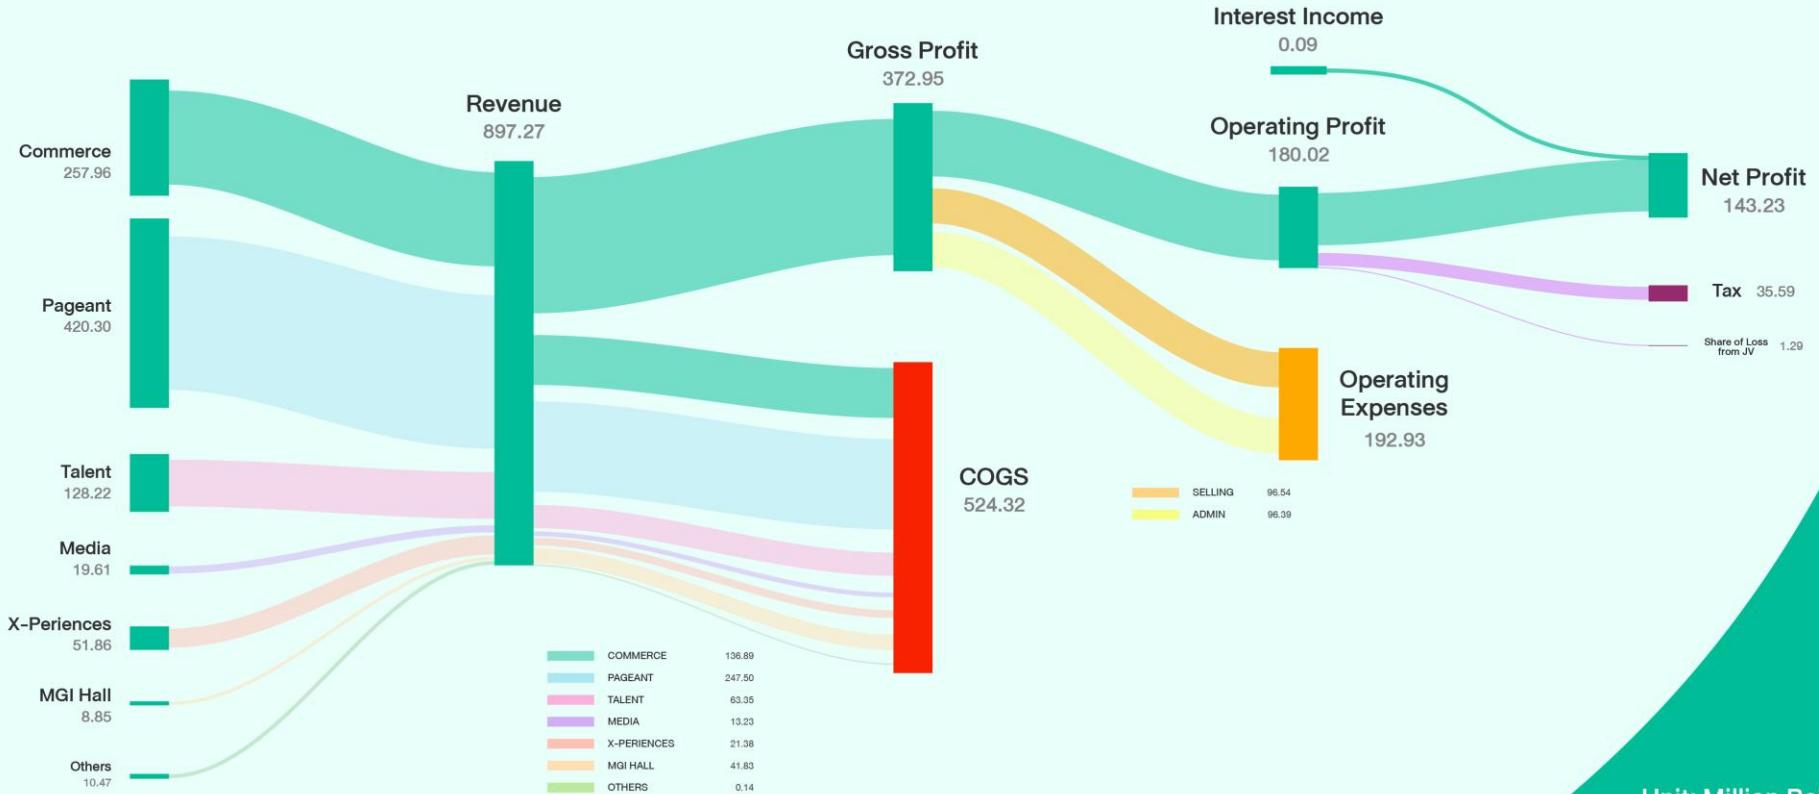 Interest Income
0.09
Gross Profit
372.95
Revenue
897.27
Operating Profit
180.02
Commerce
257.96
Net Profit
143.23
Pageant
420.30
Tax 35.59
Share of Loss
from JV 1.29
Operating
Expenses
192.93
Talent
128.22
COGS
524.32
SELLING 96.54
ADMIN 96.39
Media
19.61
X-Periences
51.86
MGI Hall
8.85
Others
10.47
COMMERCE 136.89
PAGEANT 247.50
TALENT 63.35
MEDIA 13.23
X-PERIENCES 21.38
MGI HALL 41.83
OTHERS 0.14
Unit: Million